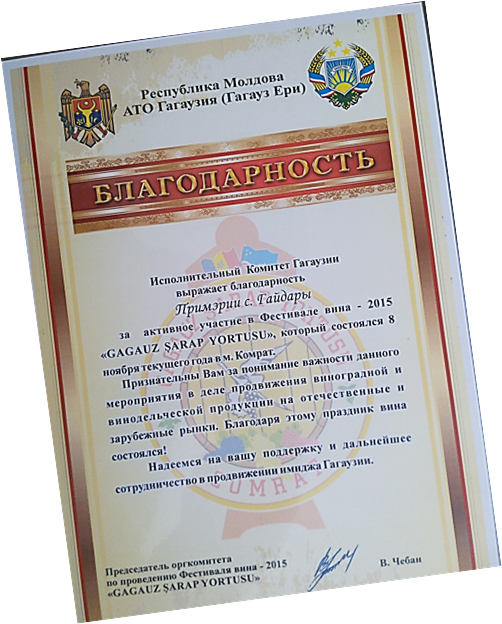 Республика Молдова
АТО Гагаузия (Гагауз Ери)
БЛАГОДАРНОСТЬ
Исполнительный Комитет Гагаузии
выражает благодарность
Примэрии с. Гайдары
за активное участие в Фестивале вина - 2015
«GAGAUZ ŞARAP YORTUSU», который состоялся 8
ноября текущего года в м. Комрат.
Признательны Вам за понимание важности данного
мероприятия в деле продвижения виноградной и
винодельческой продукции на отечественные и
зарубежные рынки. Благодаря этому праздник вина
состоялся!
Надеемся на вашу поддержку и дальнейшее
сотрудничество в продвижении имиджа Гагаузии.
COMRAT
Председатель оргкомитета
по проведению Фестиваля вина - 2015
«GAGAUZ ŞARAP YORTUSU»
В. Чебан